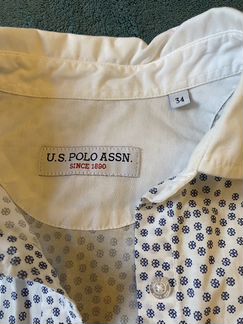 34
U.S. POLO ASSN.
SINCE 1890